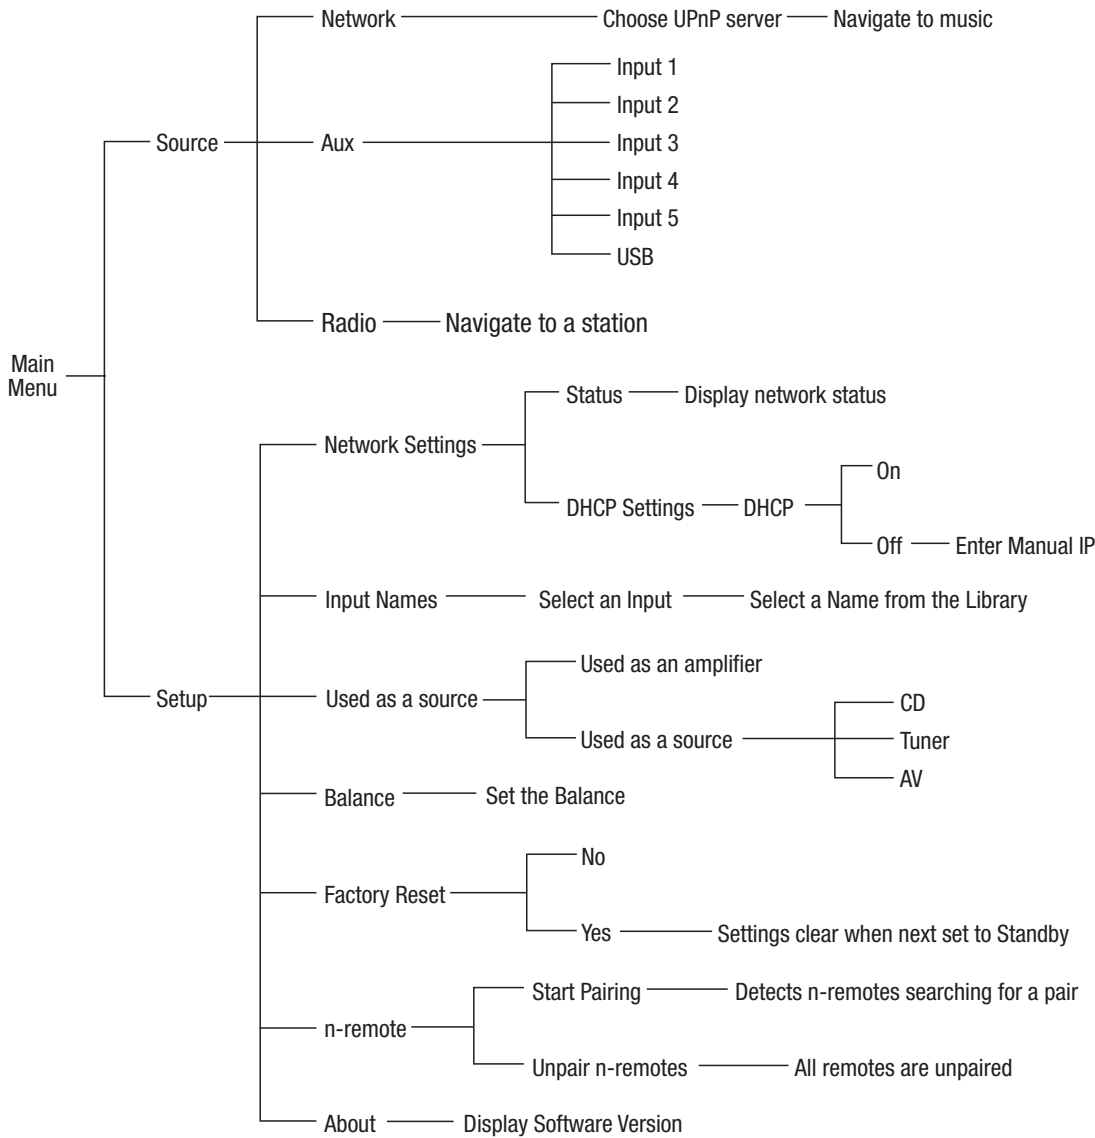 Network
Choose UPnP server
Navigate to music
Input 1
Input 2
Source
Aux
Input 3
Input 4
Input 5
USB
Radio
Navigate to a station
Main
Menu
Status
Display network status
Network Settings
On
DHCP Settings
DHCP
Off
Enter Manual IP
Input Names
Select an Input
Select a Name from the Library
Used as an amplifier
Setup
Used as a source
CD
Used as a source
Tuner
AV
Balance
Set the Balance
No
Factory Reset
Yes
Settings clear when next set to Standby
Start Pairing
Detects n-remotes searching for a pair
n-remote
Unpair n-remotes
All remotes are unpaired
About
Display Software Version